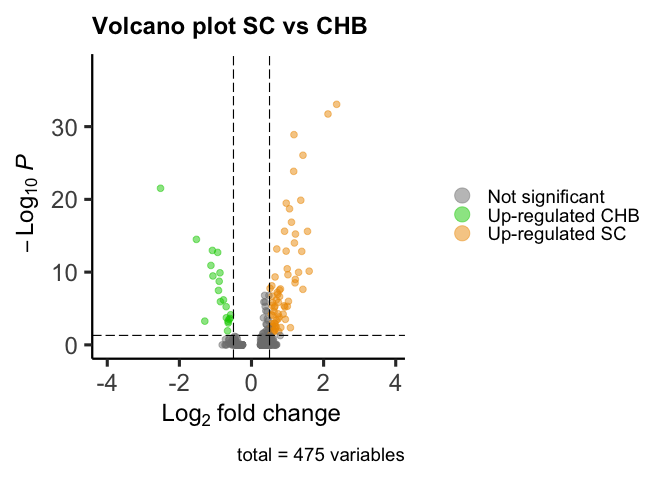 Volcano plot SC vs CHB
− Log10 P
30
20
10
0
-4 -2 0 2 4
Log2 fold change
Not significant
Up-regulated CHB
Up-regulated SC
total = 475 variables